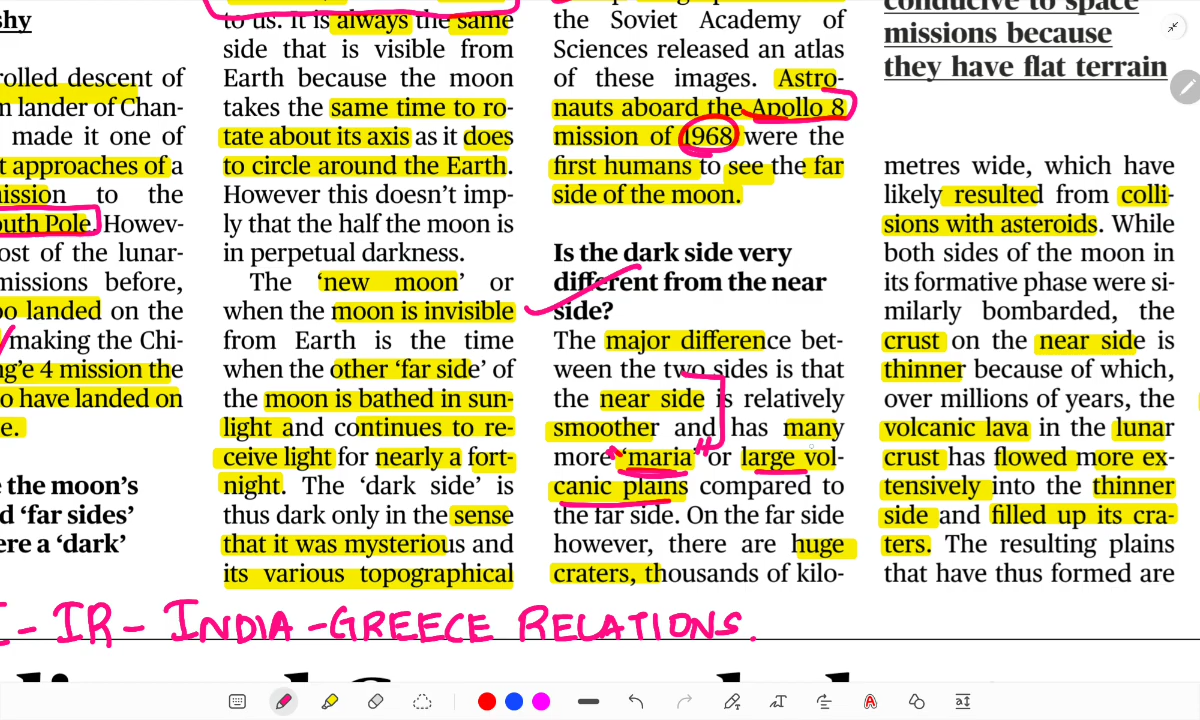 shy
rolled descent of
m lander of Chan-
made it one of
t approaches of a
ission to the
outh Pole. Howev-
ost of the lunar-
missions before,
oo landed on the
making the Chi-
ng'e 4 mission the
o have landed on
e.
e the moon's
d 'far sides'
ere a 'dark'
to us. It is always the same
side that is visible from
Earth because the moon
takes the same time to ro-
tate about its axis as it does
to circle around the Earth.
However this doesn't imp-
ly that the half the moon is
in perpetual darkness.
The 'new moon' or
when the moon is invisible
from Earth is the time
when the other 'far side' of
the moon is bathed in sun-
light and continues to re-
ceive light for nearly a fort-
night. The 'dark side' is
thus dark only in the sense
that it was mysterious and
its various topographical
the Soviet Academy of
Sciences released an atlas
of these images. Astro-
nauts aboard the Apollo 8
mission of 1968 were the
first humans to see the far
side of the moon.
Is the dark side very
different from the near
side?
The major difference bet-
ween the two sides is that
the near side is relatively
smoother and has many
more 'maria' or large vol-
canic plains compared to
the far side. On the far side
however, there are huge
craters, thousands of kilo-
conducive to space
missions because
they have flat terrain
metres wide, which have
likely resulted from colli-
sions with asteroids. While
both sides of the moon in
its formative phase were si-
milarly bombarded, the
crust on the near side is
thinner because of which,
over millions of years, the
volcanic lava in the lunar
crust has flowed more ex-
tensively into the thinner
side and filled up its cra-
ters. The resulting plains
that have thus formed are
I - IR - INDIA - GREECE RELATIONS.